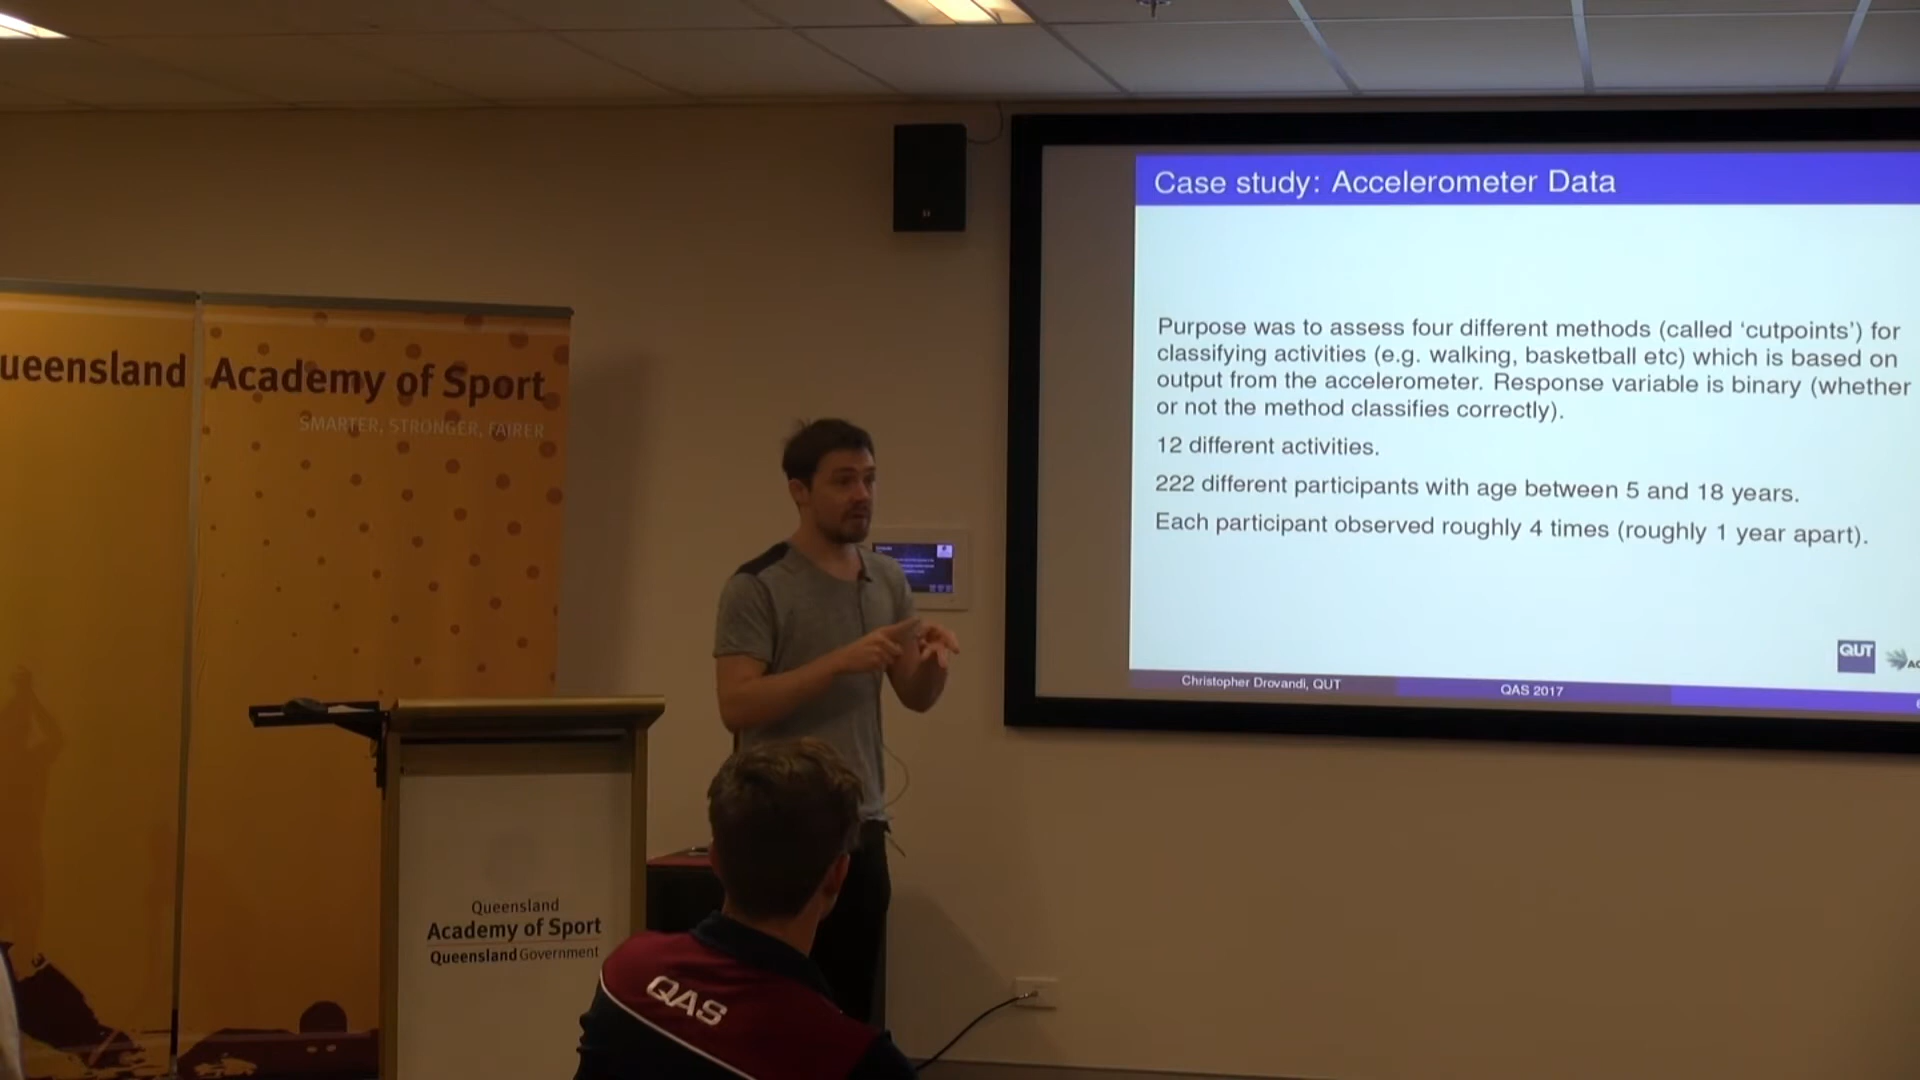 ueensland Academy of Sport
SMARTER, STRONGER, FAIRER
Case study: Accelerometer Data
Purpose was to assess four different methods (called ‘cutpoints’) for
classifying activities (e.g. walking, basketball etc) which is based on
output from the accelerometer. Response variable is binary (whether
or not the method classifies correctly).
12 different activities.
222 different participants with age between 5 and 18 years.
Each participant observed roughly 4 times (roughly 1 year apart).
QUT
Christopher Drovandi, QUT
QAS 2017
Queensland
Academy of Sport
Queensland Government
QAS